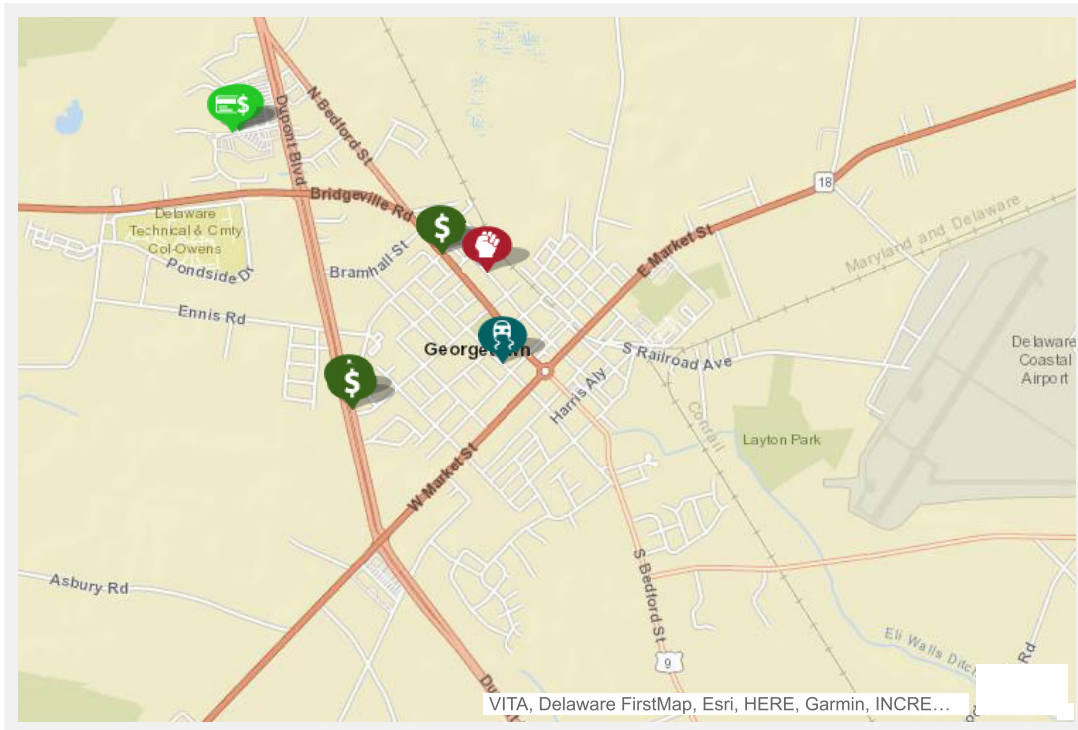 N Bedford St
Dupont Blvd
18
Bridgeville Rd
Delaware
Technical & Cmty
Col-Owens
Maryland and Delaware
E Market St
Bramhall St
Pondside Dr
Ennis Rd
Delaware
Coastal
Airport
S Railroad Ave
Harris Aly
Conrail
Layton Park
W Market St
Asbury Rd
S Bedford St
Eli Walls Ditch
Rd
9
$
$
$
VITA, Delaware FirstMap, Esri, HERE, Garmin, INCRE...